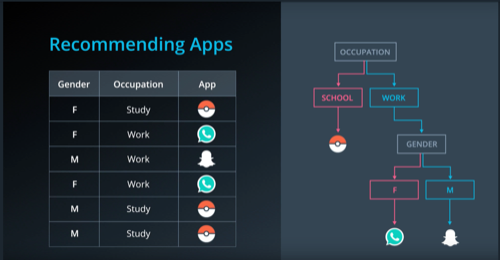 Recommending Apps
Gender Occupation App
F Study
F Work
M Work
F Work
M Study
M Study
OCCUPATION
SCHOOL WORK
GENDER
F M